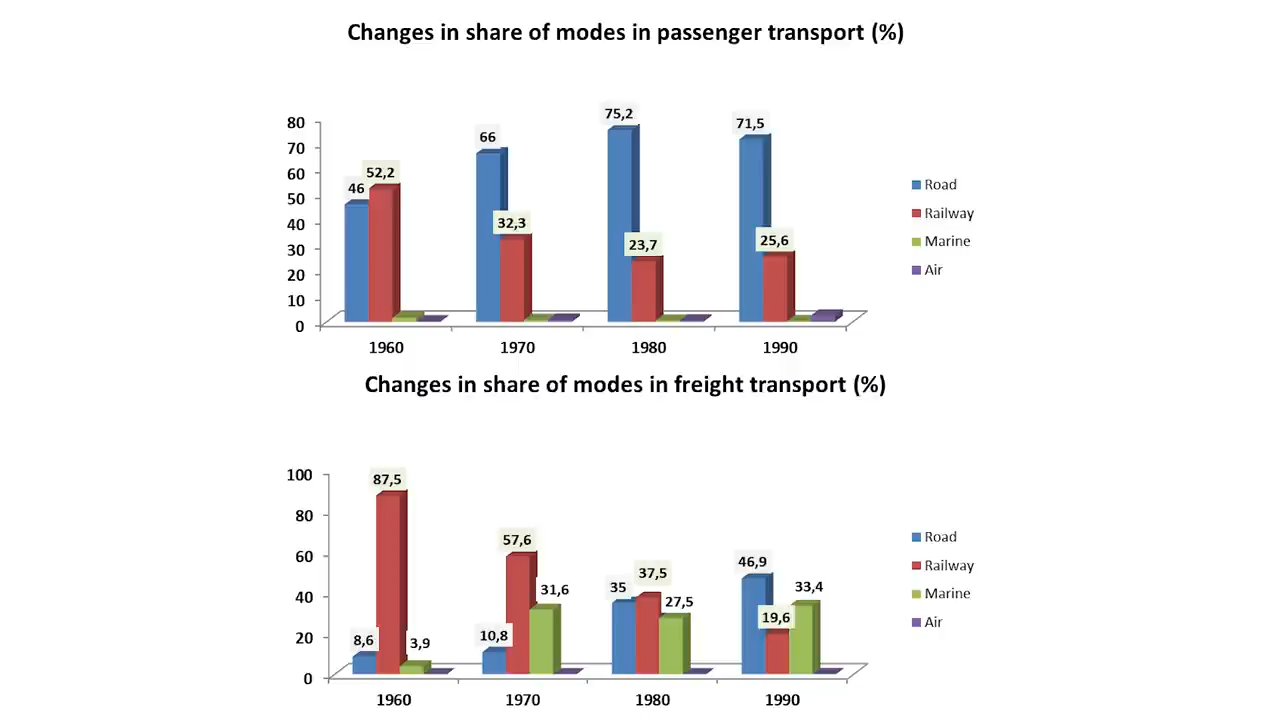 Changes in share of modes in passenger transport (%)
80
70
60
50
40
30
20
10
0
46
52,2
66
32,3
75,2
23,7
71,5
25,6
1960 1970 1980 1990
Road
Railway
Marine
Air
Changes in share of modes in freight transport (%)
100
80
60
40
20
0
8,6
87,5
3,9
10,8
57,6
31,6
35
37,5
27,5
46,9
19,6
33,4
1960 1970 1980 1990
Road
Railway
Marine
Air